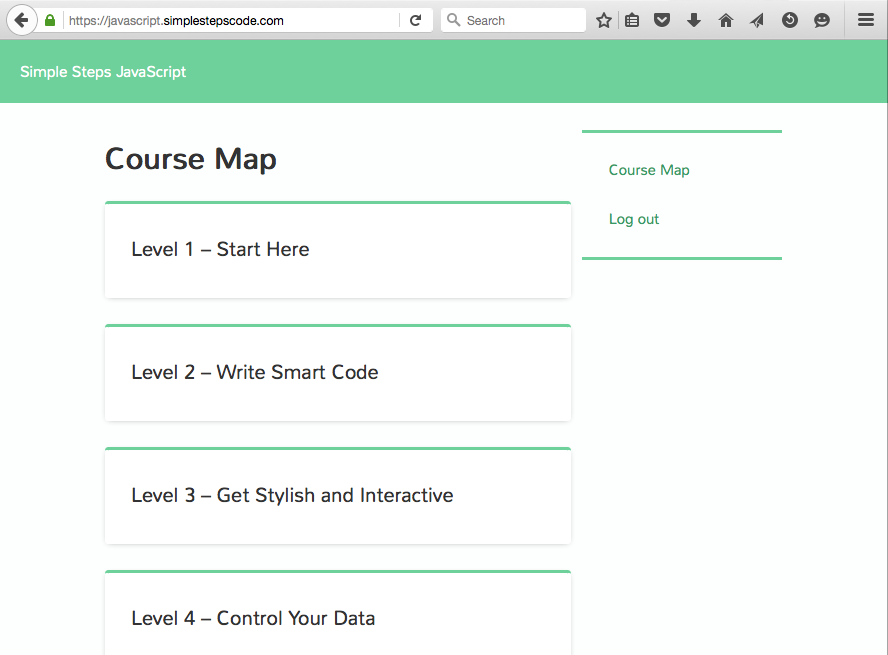 https://javascript.simplestepscode.com
Search
Simple Steps JavaScript
Course Map
Level 1 – Start Here
Level 2 – Write Smart Code
Level 3 – Get Stylish and Interactive
Level 4 – Control Your Data
Course Map
Log out